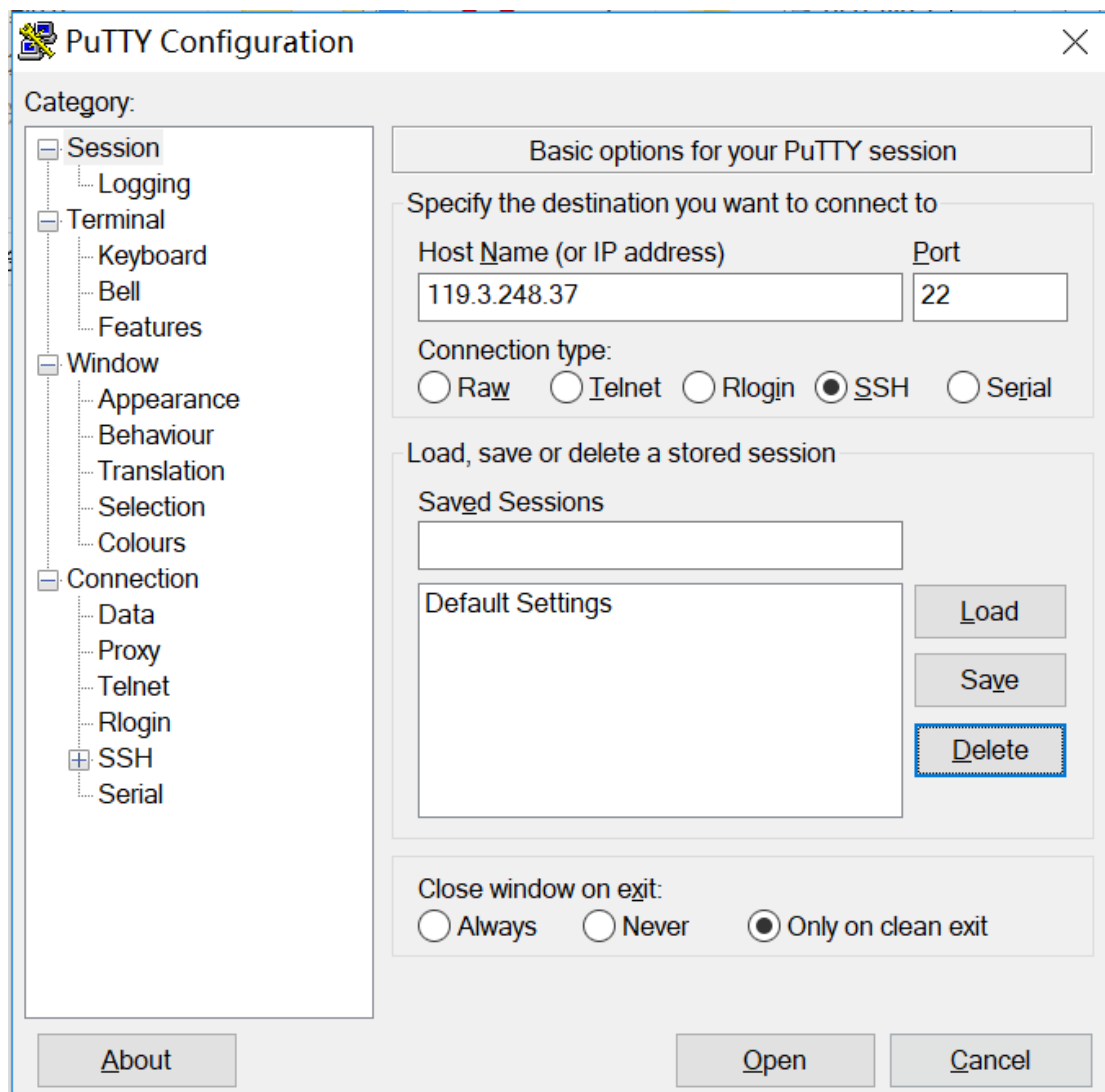 PuTTY Configuration
Category:
Session
Logging
Terminal
Keyboard
Bell
Features
Window
Appearance
Behaviour
Translation
Selection
Colours
Connection
Data
Proxy
Telnet
Rlogin
SSH
Serial
Basic options for your PuTTY session
Specify the destination you want to connect to
Host Name (or IP address) Port
119.3.248.37 22
Connection type:
Raw Telnet Rlogin SSH Serial
Load, save or delete a stored session
Saved Sessions
Default Settings
Load
Save
Delete
Close window on exit:
Always Never Only on clean exit
About Open Cancel